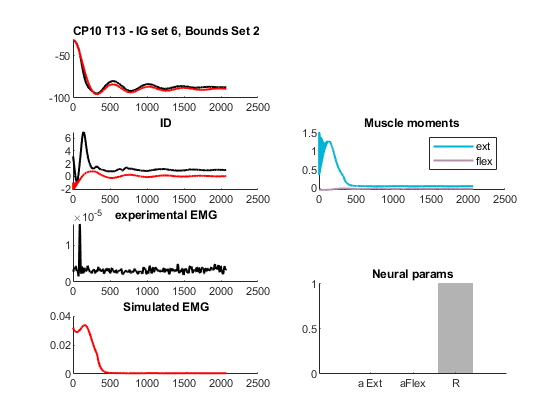 CP10 T13 - IG set 6, Bounds Set 2
-50
-100
0 500 1000 1500 2000 2500
ID
6
4
2
0
-2
0 500 1000 1500 2000 2500
×10^-5
experimental EMG
1
0
0 500 1000 1500 2000 2500
Simulated EMG
0.04
0.02
0
0 500 1000 1500 2000 2500
Muscle moments
1.5
1
0.5
0
ext
flex
0 500 1000 1500 2000 2500
Neural params
1
0.5
0
a Ext aFlex R